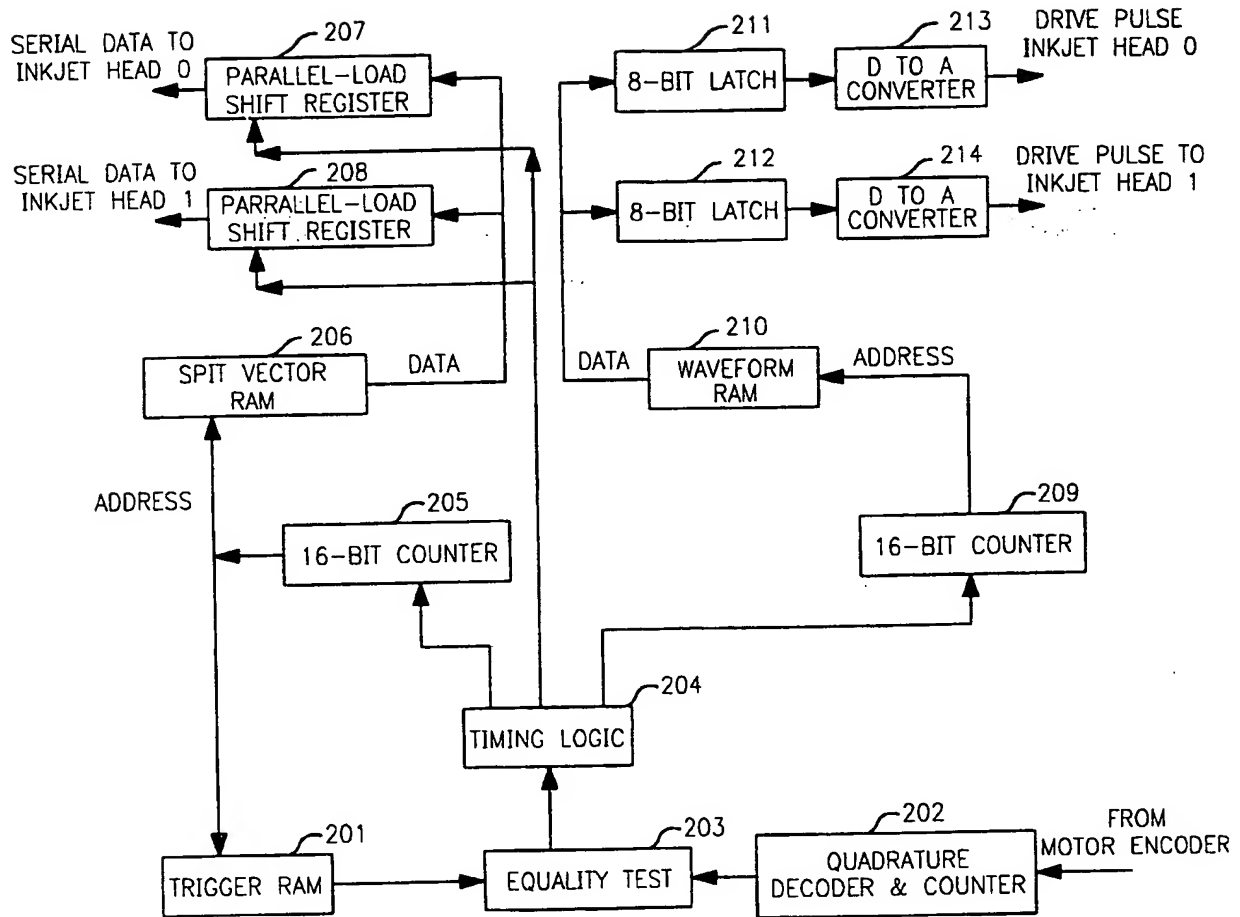 SERIAL DATA TO
INKJET HEAD 0
207
PARALLEL-LOAD
SHIFT REGISTER
211
8-BIT LATCH
213
D TO A
CONVERTER
DRIVE PULSE
INKJET HEAD 0
SERIAL DATA TO
INKJET HEAD 1
208
PARRALLEL-LOAD
SHIFT REGISTER
212
8-BIT LATCH
214
D TO A
CONVERTER
DRIVE PULSE TO
INKJET HEAD 1
206
SPIT VECTOR
RAM
DATA
DATA
210
WAVEFORM
RAM
ADDRESS
ADDRESS
205
16-BIT COUNTER
209
16-BIT COUNTER
204
TIMING LOGIC
201
TRIGGER RAM
203
EQUALITY TEST
202
QUADRATURE
DECODER & COUNTER
FROM
MOTOR ENCODER